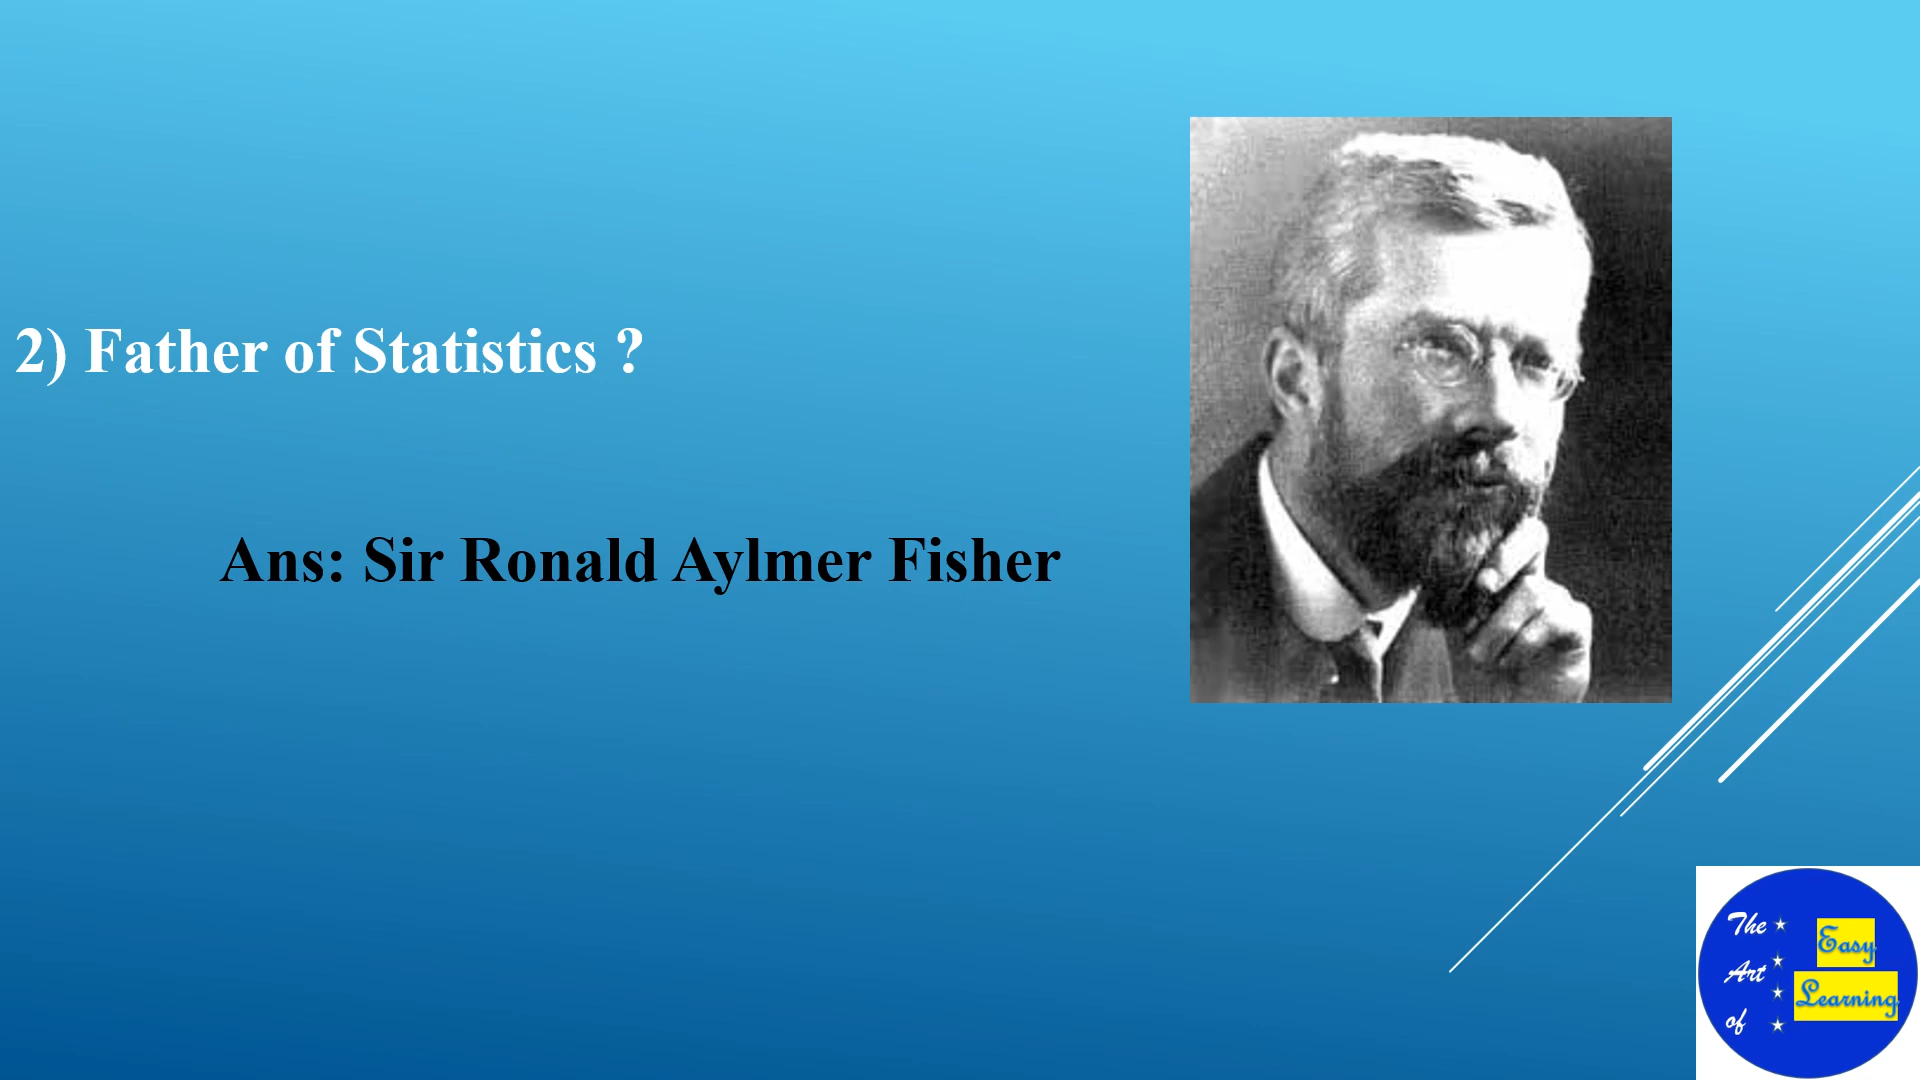 2) Father of Statistics ?
Ans: Sir Ronald Aylmer Fisher
The
Art
of
Easy
Learning